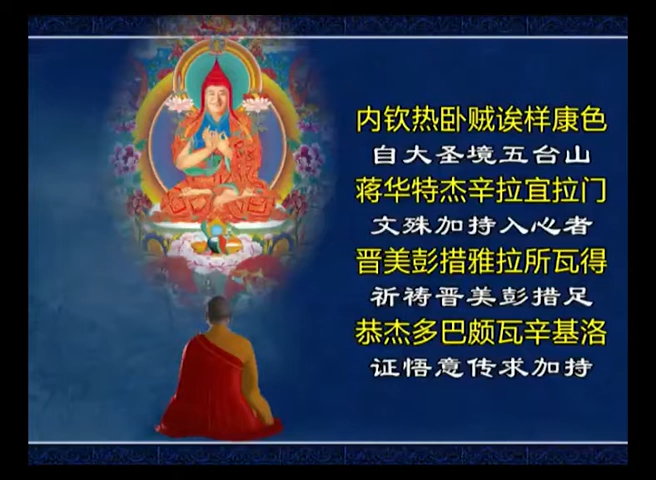 内钦热卧贼诶样康色
自大圣境五台山
蒋华特杰辛拉宜拉门
文殊加持入心者
晋美彭措雅拉所瓦得
祈祷晋美彭措足
恭杰多巴颇瓦辛基洛
证悟意传求加持